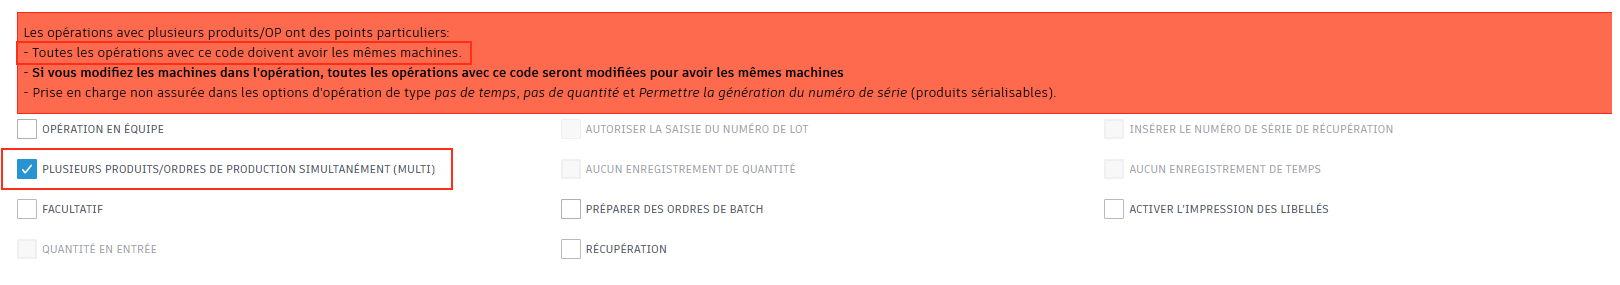 Les opérations avec plusieurs produits/OP ont des points particuliers:
- Toutes les opérations avec ce code doivent avoir les mêmes machines.
- Si vous modifiez les machines dans l'opération, toutes les opérations avec ce code seront modifiées pour avoir les mêmes machines
- Prise en charge non assurée dans les options d'opération de type pas de temps, pas de quantité et Permettre la génération du numéro de série (produits sérialisables).
OPÉRATION EN ÉQUIPE
AUTORISER LA SAISIE DU NUMÉRO DE LOT
INSÉRER LE NUMÉRO DE SÉRIE DE RÉCUPÉRATION
PLUSIEURS PRODUITS/ORDRES DE PRODUCTION SIMULTANÉMENT (MULTI)
AUCUN ENREGISTREMENT DE QUANTITÉ
AUCUN ENREGISTREMENT DE TEMPS
FACULTATIF
PRÉPARER DES ORDRES DE BATCH
ACTIVER L'IMPRESSION DES LIBELLÉS
QUANTITÉ EN ENTRÉE
RÉCUPÉRATION